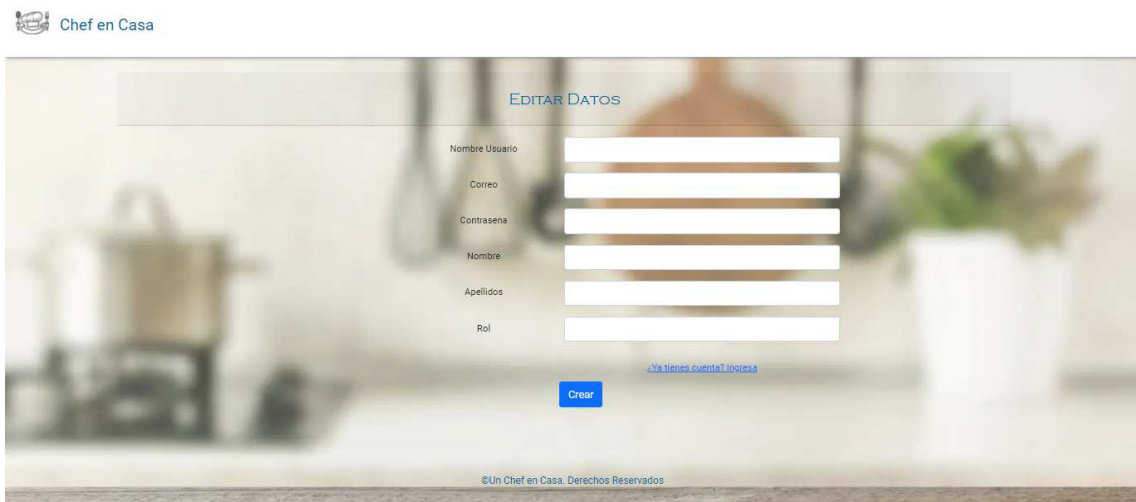 Chef en Casa
Editar Datos
Nombre Usuario
Correo
Contrasena
Nombre
Apellidos
Rol
¿Ya tienes cuenta? Ingresa
Crear
©Un Chef en Casa. Derechos Reservados